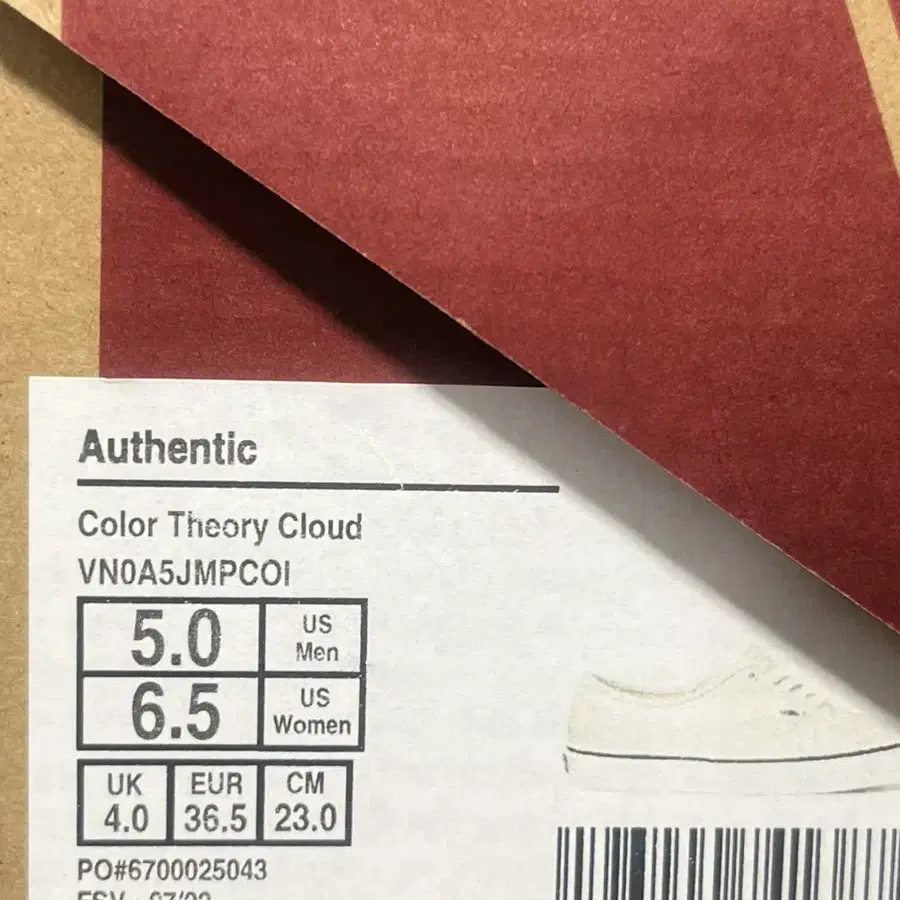 Authentic
Color Theory Cloud
VN0A5JMPCOI
5.0 US Men
6.5 US Women
UK EUR CM
4.0 36.5 23.0
PO#6700025043